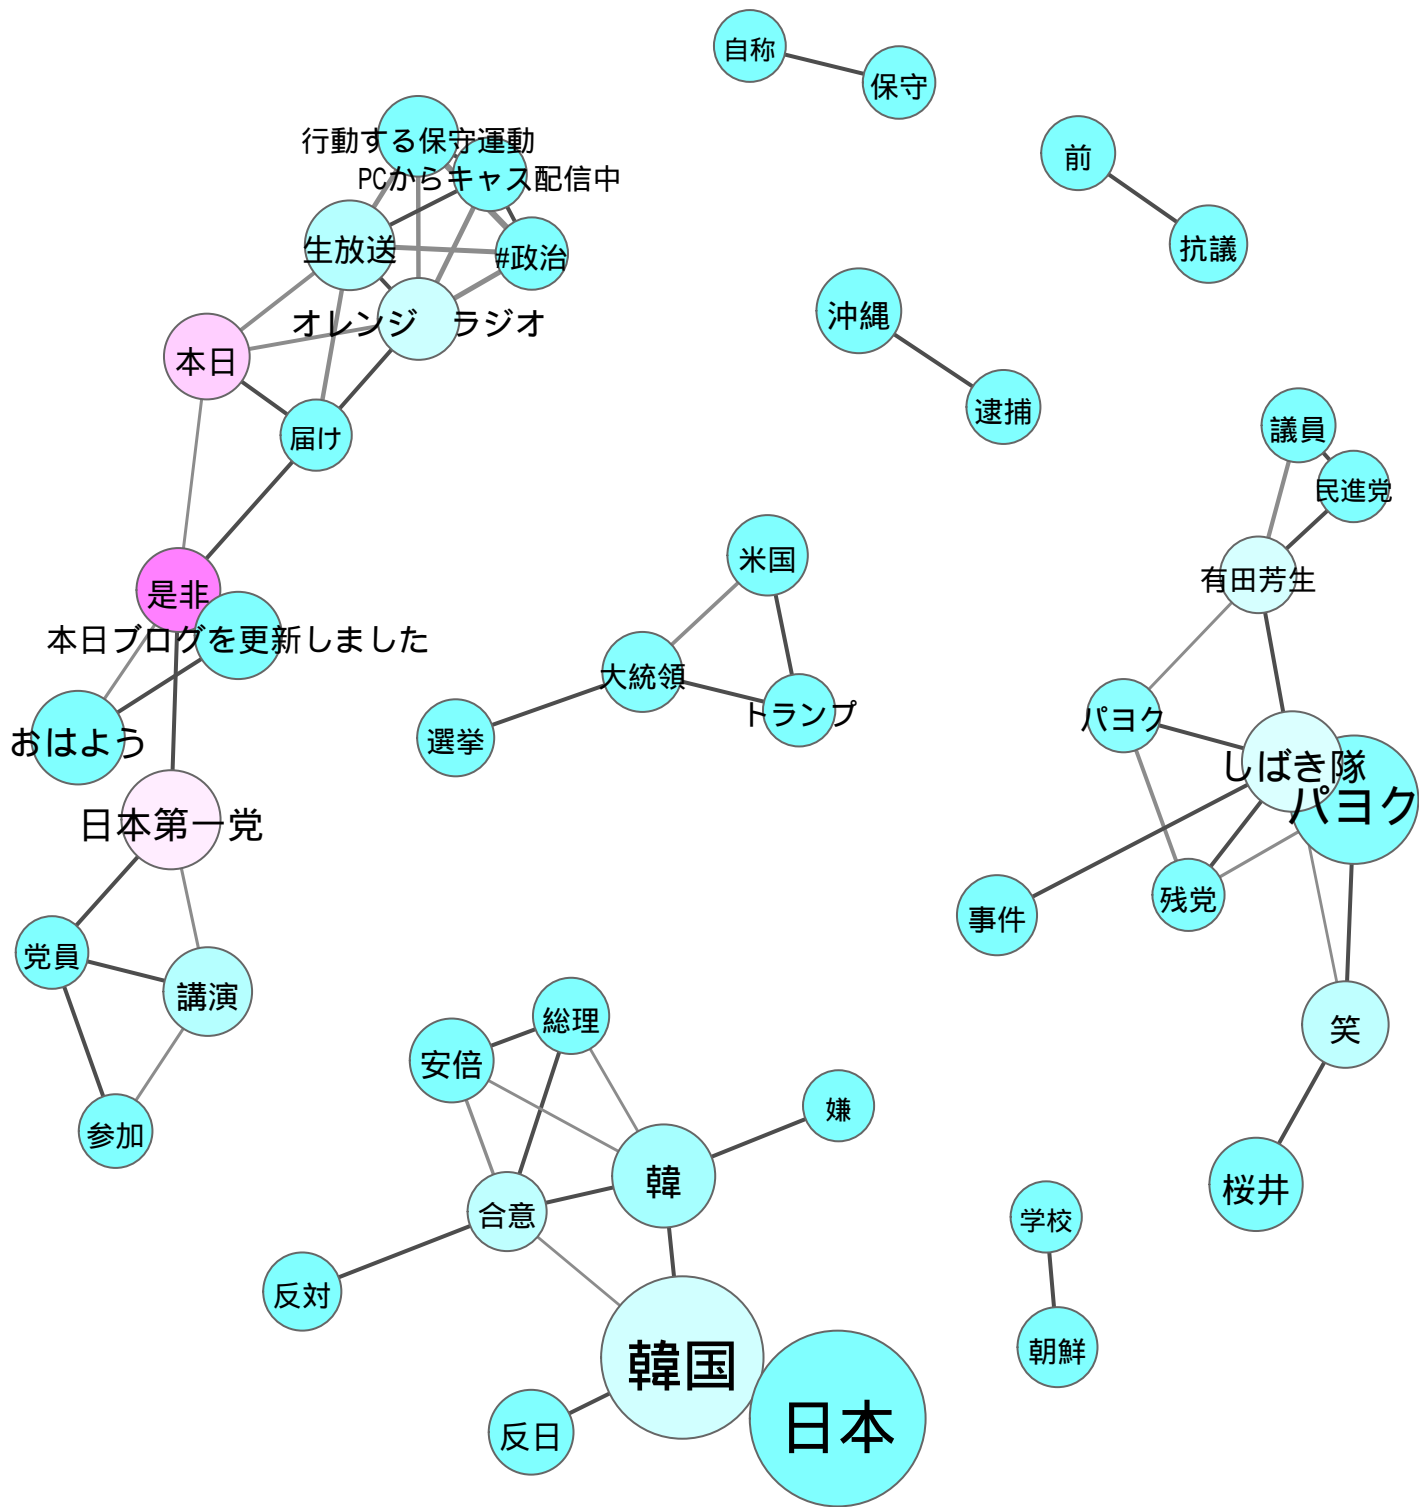 自称
保守
行動する保守運動
PCからキャス配信中
前
生放送
#政治
抗議
沖縄
オレンジ　ラジオ
本日
逮捕
届け
議員
民進党
米国
有田芳生
是非
本日ブログを更新しました
大統領
トランプ
パヨク
おはよう
選挙
しばき隊
パヨク
日本第一党
残党
事件
党員
講演
総理
安倍
笑
嫌
参加
韓
桜井
合意
学校
反対
朝鮮
韓国
日本
反日